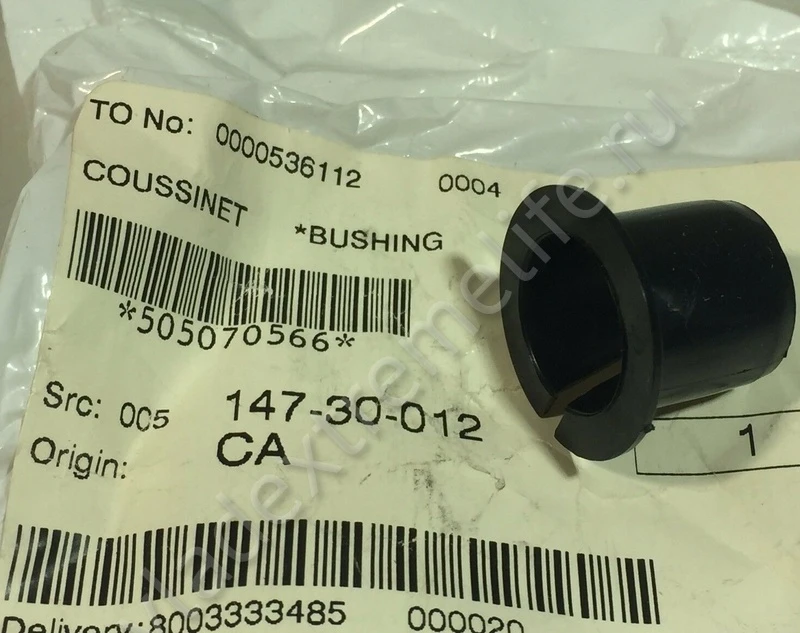 TO No: 0000536112 0004
COUSSINET *BUSHING
*505070566*
Src: 005 147-30-012
Origin: CA
1
Delivery:8003333485 000020